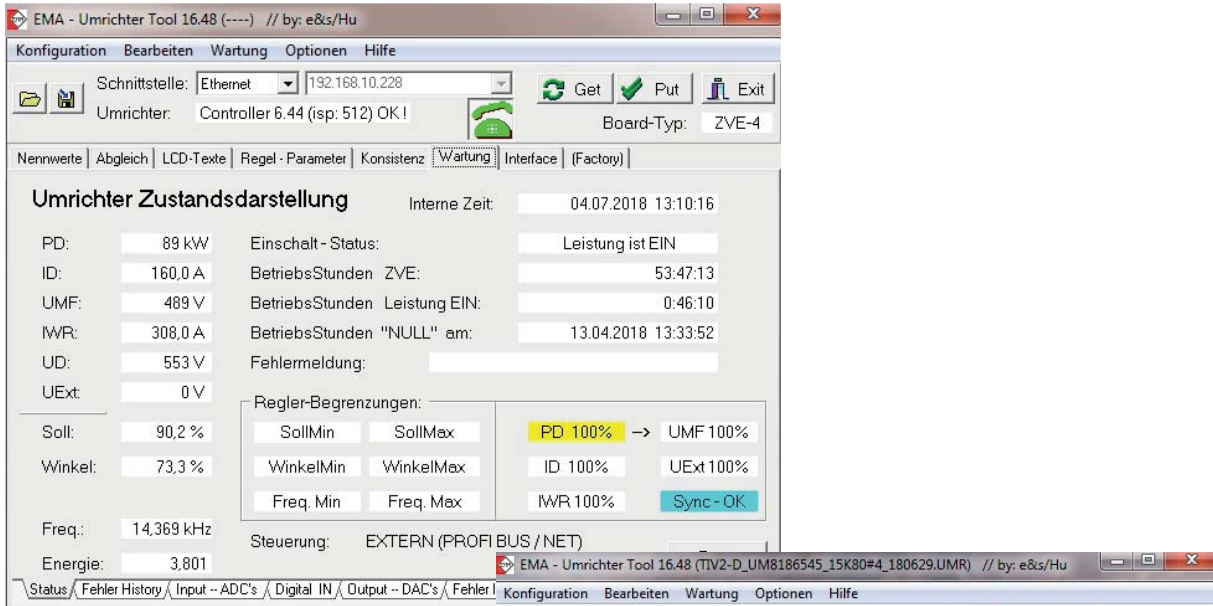 EMA - Umrichter Tool 16.48 (----) // by: e&s/Hu
Konfiguration Bearbeiten Wartung Optionen Hilfe
Schnittstelle: Ethernet 192.168.10.228 Get Put Exit
Umrichter: Controller 6.44 (isp: 512) OK ! Board-Typ: ZVE-4
Nennwerte Abgleich LCD-Texte Regel - Parameter Konsistenz Wartung Interface (Factory)
Umrichter Zustandsdarstellung Interne Zeit: 04.07.2018 13:10:16
PD: 89 kW Einschalt - Status: Leistung ist EIN
ID: 160,0 A BetriebsStunden ZVE: 53:47:13
UMF: 489 V BetriebsStunden Leistung EIN: 0:46:10
IWR: 308,0 A BetriebsStunden "NULL" am: 13.04.2018 13:33:52
UD: 553 V Fehlermeldung:
UExt: 0 V
Regler-Begrenzungen:
Soll: 90,2 % SollMin SollMax PD 100% --> UMF 100%
Winkel: 73,3 % WinkelMin WinkelMax ID 100% UExt 100%
Freq. Min Freq. Max IWR 100% Sync - OK
Freq.: 14,369 kHz
Steuerung: EXTERN (PROFI BUS / NET)
Energie: 3,801
Status Fehler History Input -- ADC's Digital IN Output -- DAC's Fehler
EMA - Umrichter Tool 16.48 (TIV2-D_UM8186545_15K80#4_180629.UMR) // by: e&s/Hu
Konfiguration Bearbeiten Wartung Optionen Hilfe